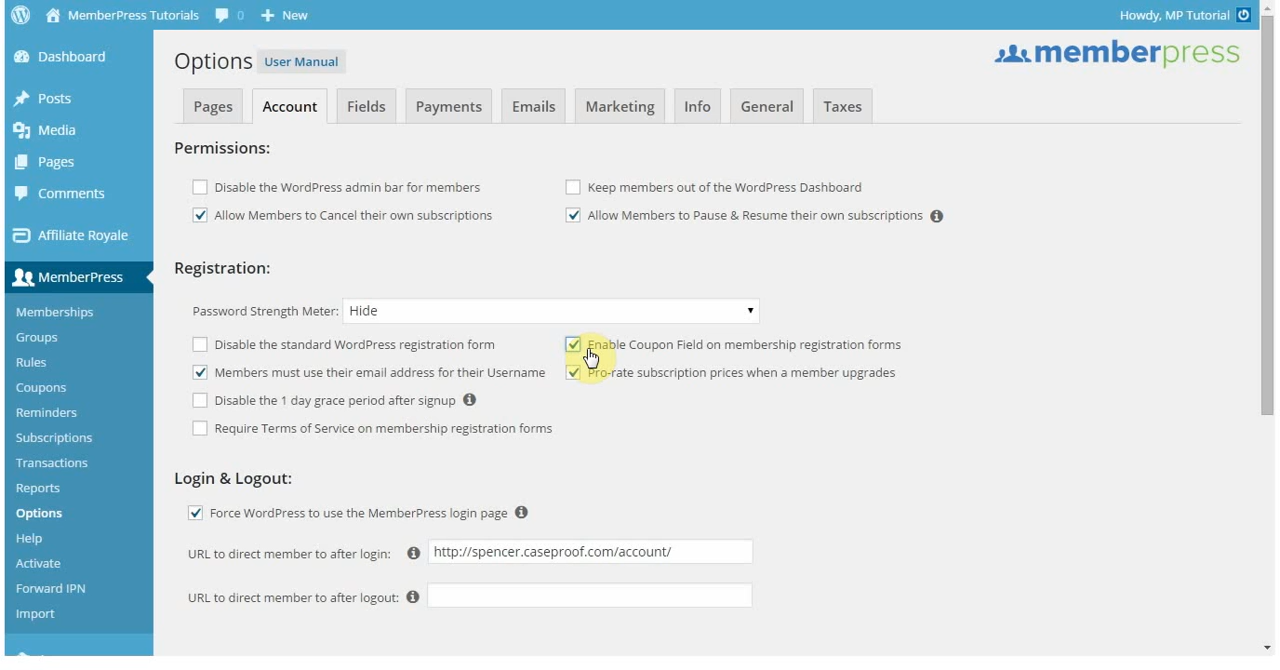 MemberPress Tutorials 0 New Howdy, MP Tutorial
Dashboard
Posts
Media
Pages
Comments
Affiliate Royale
MemberPress
Memberships
Groups
Rules
Coupons
Reminders
Subscriptions
Transactions
Reports
Options
Help
Activate
Forward IPN
Import
Options User Manual
memberpress
Pages Account Fields Payments Emails Marketing Info General Taxes
Permissions:
Disable the WordPress admin bar for members Keep members out of the WordPress Dashboard
Allow Members to Cancel their own subscriptions Allow Members to Pause & Resume their own subscriptions
Registration:
Password Strength Meter: Hide
Disable the standard WordPress registration form Enable Coupon Field on membership registration forms
Members must use their email address for their Username Pro-rate subscription prices when a member upgrades
Disable the 1 day grace period after signup
Require Terms of Service on membership registration forms
Login & Logout:
Force WordPress to use the MemberPress login page
URL to direct member to after login: http://spencer.caseproof.com/account/
URL to direct member to after logout: